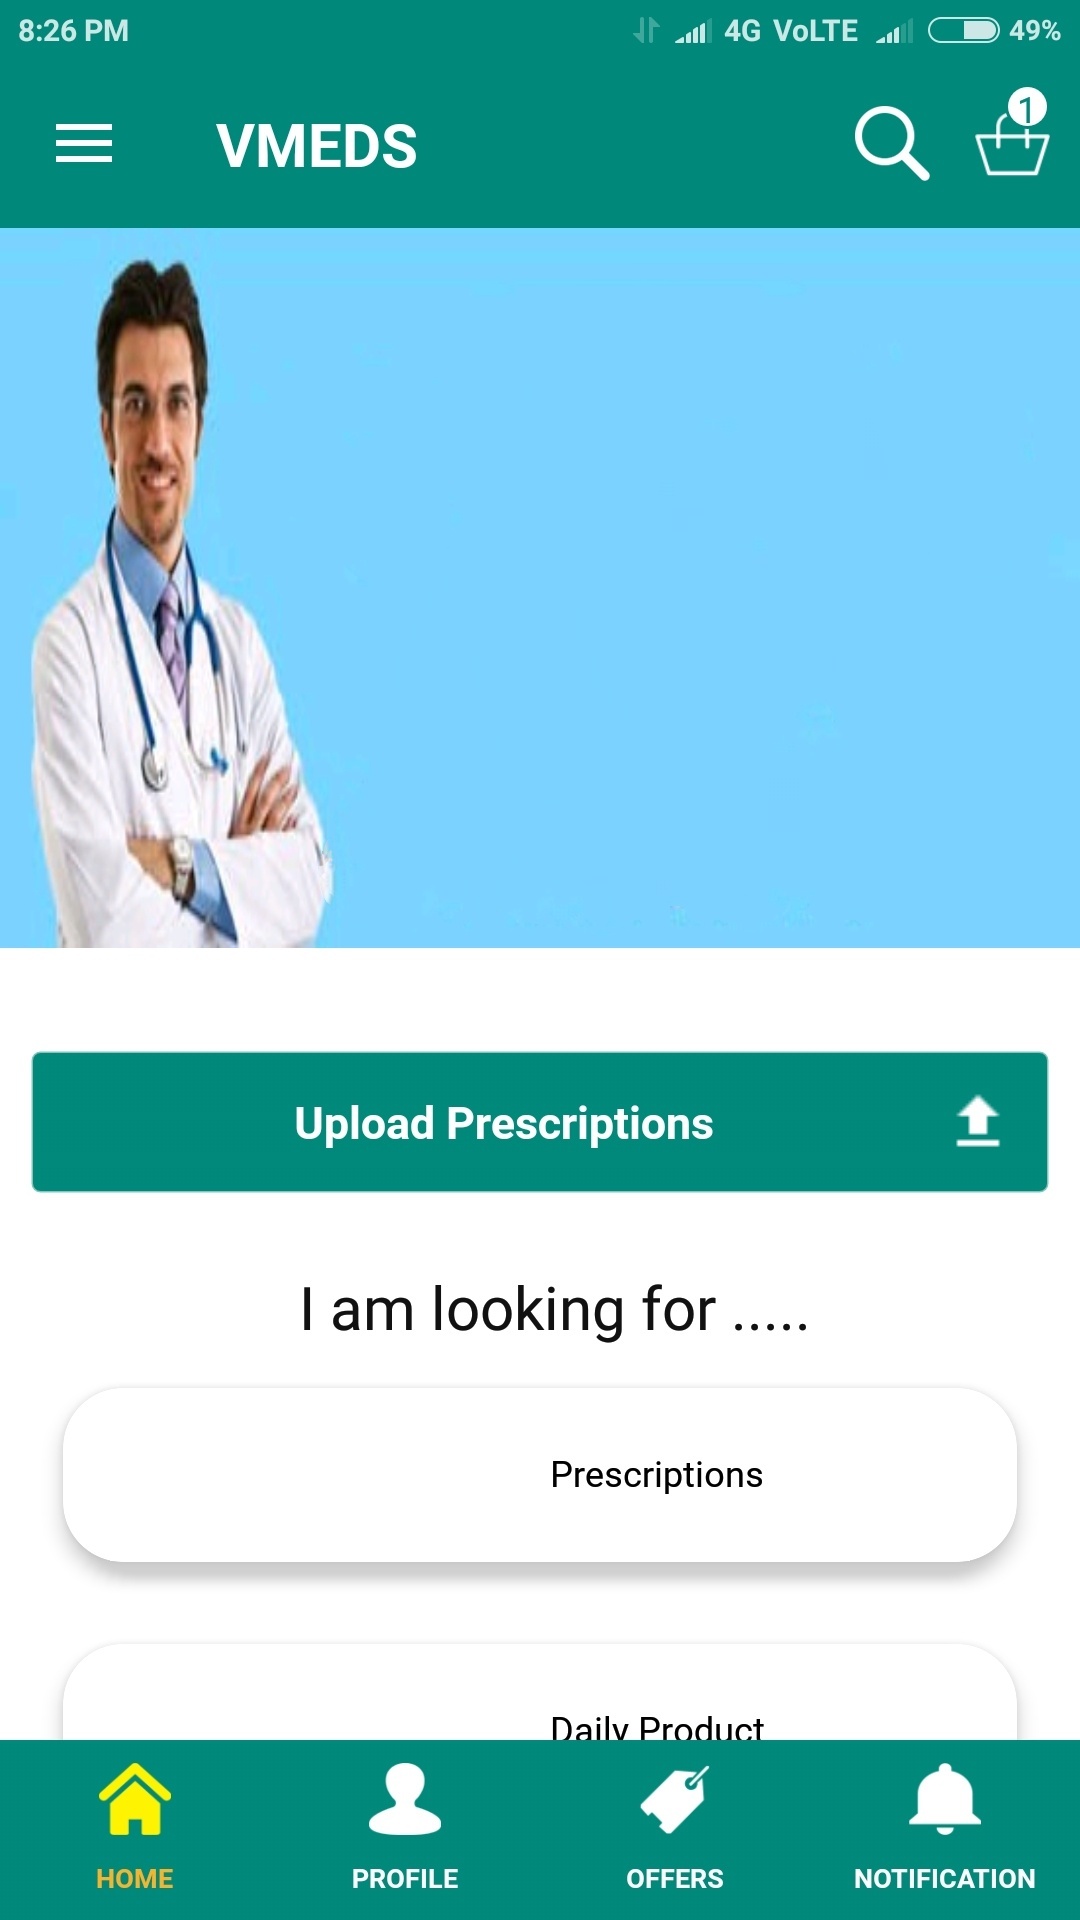 8:26 PM 4G VoLTE 49%
VMEDS 1
Upload Prescriptions
I am looking for .....
Prescriptions
Daily Product
HOME PROFILE OFFERS NOTIFICATION